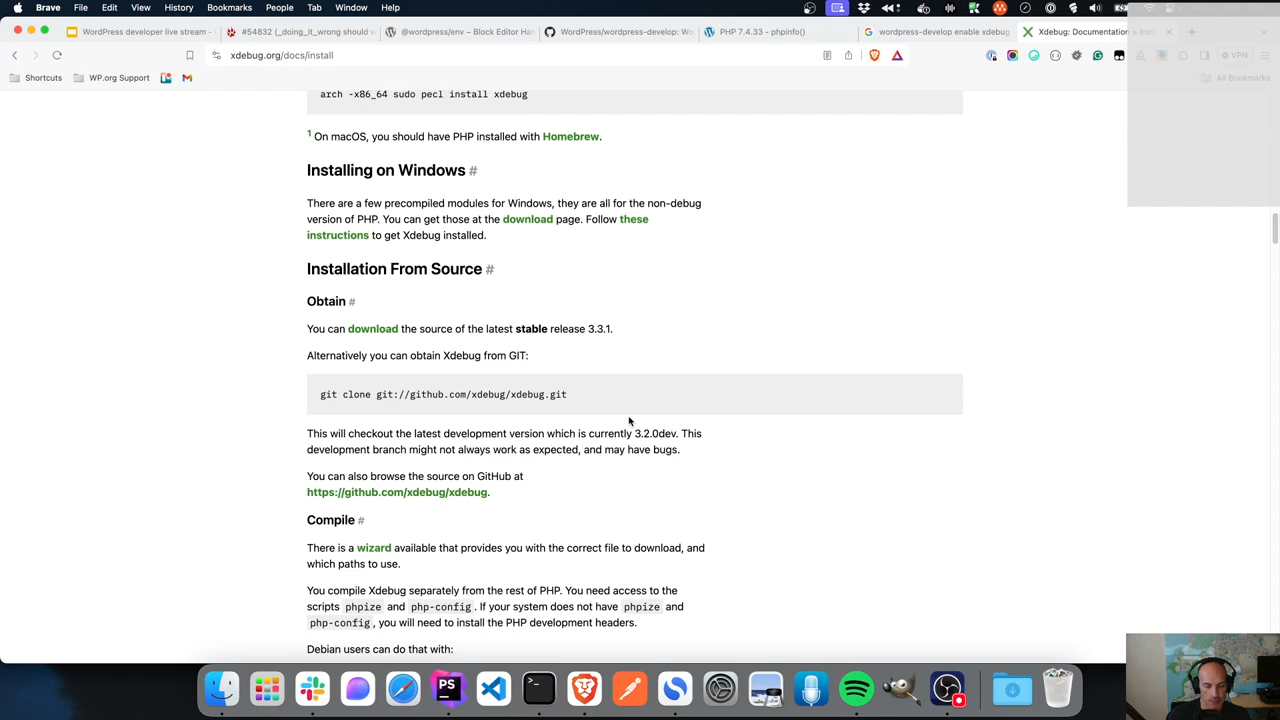 Brave File Edit View History Bookmarks People Tab Window Help
WordPress developer live stream -
#54832 (_doing_it_wrong should w
@wordpress/env – Block Editor Han
WordPress/wordpress-develop: Wo
PHP 7.4.33 - phpinfo()
wordpress-develop enable xdebug
Xdebug: Documentation » Inst
xdebug.org/docs/install
VPN
Shortcuts WP.org Support All Bookmarks
arch -x86_64 sudo pecl install xdebug
1 On macOS, you should have PHP installed with Homebrew.
Installing on Windows #
There are a few precompiled modules for Windows, they are all for the non-debug
version of PHP. You can get those at the download page. Follow these
instructions to get Xdebug installed.
Installation From Source #
Obtain #
You can download the source of the latest stable release 3.3.1.
Alternatively you can obtain Xdebug from GIT:
git clone git://github.com/xdebug/xdebug.git
This will checkout the latest development version which is currently 3.2.0dev. This
development branch might not always work as expected, and may have bugs.
You can also browse the source on GitHub at
https://github.com/xdebug/xdebug.
Compile #
There is a wizard available that provides you with the correct file to download, and
which paths to use.
You compile Xdebug separately from the rest of PHP. You need access to the
scripts phpize and php-config. If your system does not have phpize and
php-config, you will need to install the PHP development headers.
Debian users can do that with:
PS